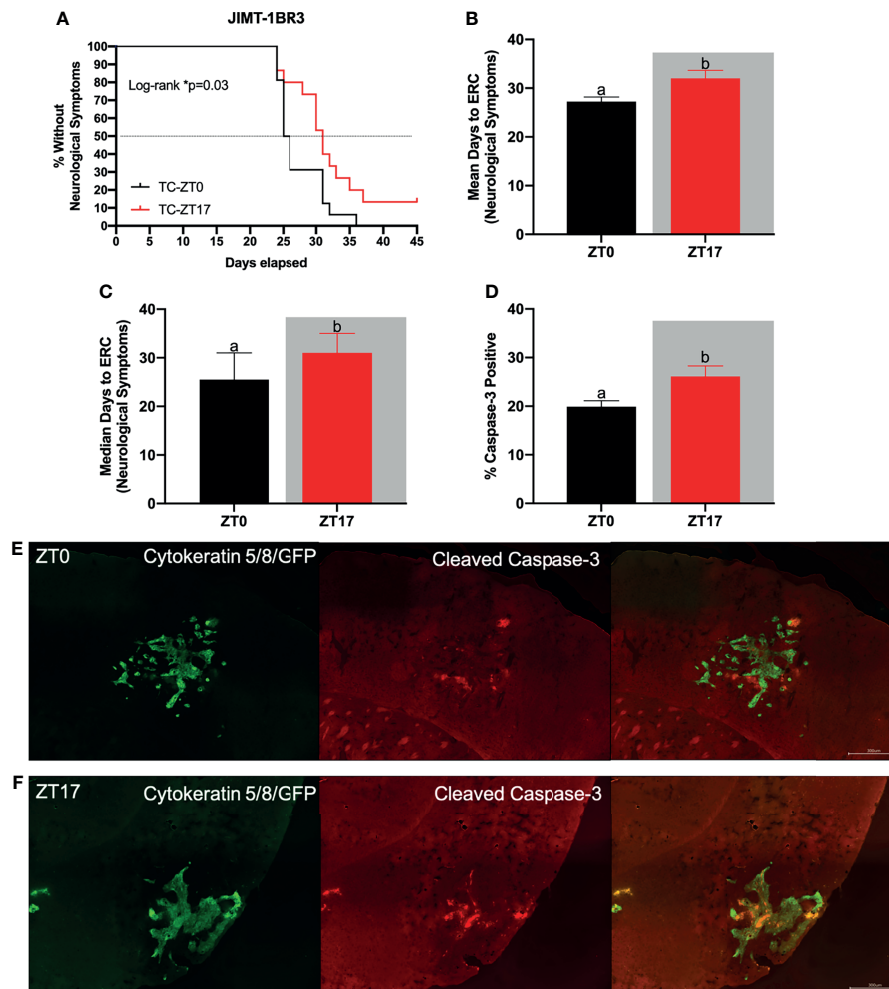 A
JIMT-1BR3
% Without
Neurological Symptoms
100
90
80
70
60
50
40
30
20
10
0
Log-rank *p=0.03
TC-ZT0
TC-ZT17
0 5 10 15 20 25 30 35 40 45
Days elapsed
B
Mean Days to ERC
(Neurological Symptoms)
40
30
20
10
0
a
b
ZT0 ZT17
C
Median Days to ERC
(Neurological Symptoms)
40
30
20
10
0
a
b
ZT0 ZT17
D
% Caspase-3 Positive
40
30
20
10
0
a
b
ZT0 ZT17
E
ZT0 Cytokeratin 5/8/GFP Cleaved Caspase-3
F
ZT17 Cytokeratin 5/8/GFP Cleaved Caspase-3